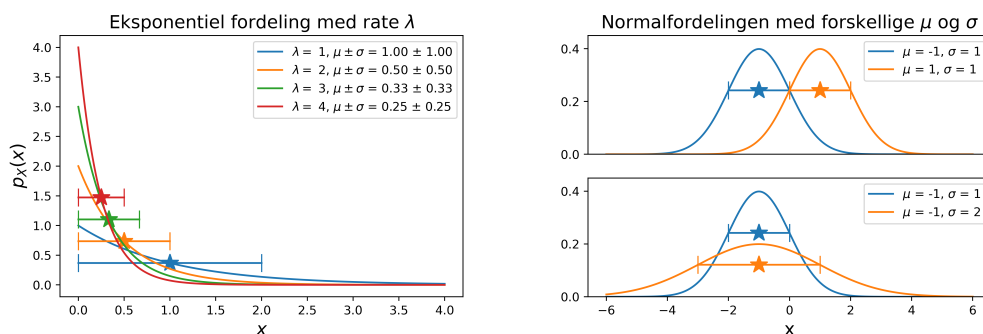 Eksponentiel fordeling med rate λ
λ = 1, μ ± σ = 1.00 ± 1.00
λ = 2, μ ± σ = 0.50 ± 0.50
λ = 3, μ ± σ = 0.33 ± 0.33
λ = 4, μ ± σ = 0.25 ± 0.25
4.0
3.5
3.0
2.5
2.0
1.5
1.0
0.5
0.0
p_X(x)
0.0 0.5 1.0 1.5 2.0 2.5 3.0 3.5 4.0
x
Normalfordelingen med forskellige μ og σ
μ = -1, σ = 1
μ = 1, σ = 1
0.4
0.2
0.0
μ = -1, σ = 1
μ = -1, σ = 2
0.4
0.2
0.0
−6 −4 −2 0 2 4 6
x